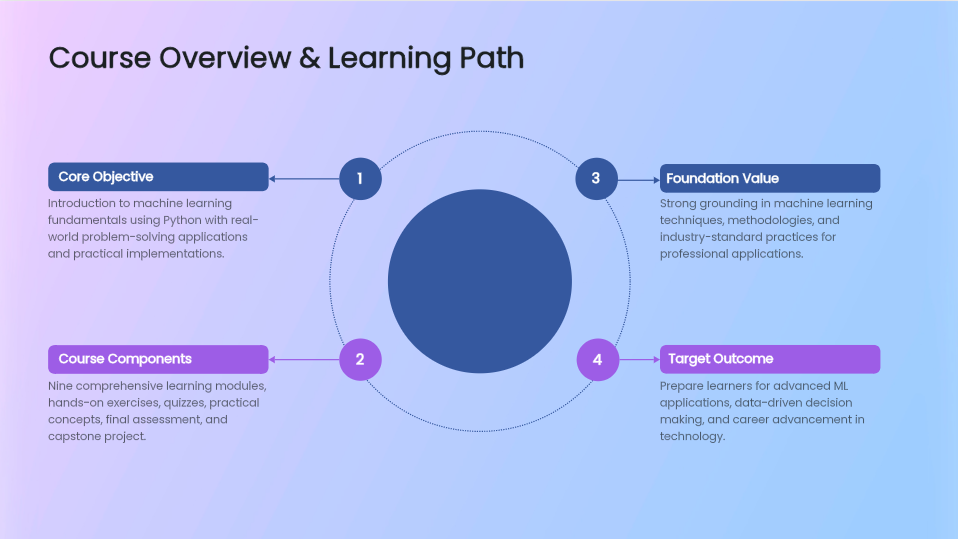 Course Overview & Learning Path
1
Core Objective
Introduction to machine learning
fundamentals using Python with real-
world problem-solving applications
and practical implementations.
2
Course Components
Nine comprehensive learning modules,
hands-on exercises, quizzes, practical
concepts, final assessment, and
capstone project.
3
Foundation Value
Strong grounding in machine learning
techniques, methodologies, and
industry-standard practices for
professional applications.
4
Target Outcome
Prepare learners for advanced ML
applications, data-driven decision
making, and career advancement in
technology.